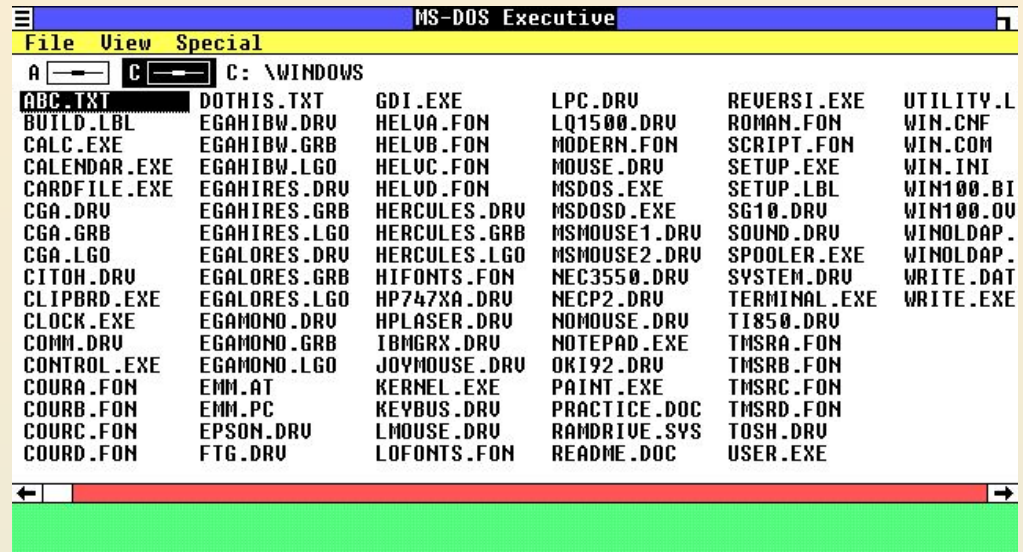 MS-DOS Executive
File View Special
A C C: \WINDOWS
ABC.TXT DOTHIS.TXT GDI.EXE LPC.DRV REVERSI.EXE UTILITY.L
BUILD.LBL EGAHIBW.DRV HELVA.FON LQ1500.DRV ROMAN.FON WIN.CNF
CALC.EXE EGAHIBW.GRB HELVB.FON MODERN.FON SCRIPT.FON WIN.COM
CALENDAR.EXE EGAHIBW.LGO HELVC.FON MOUSE.DRV SETUP.EXE WIN.INI
CARDFILE.EXE EGAHIRES.DRV HELVD.FON MSDOS.EXE SETUP.LBL WIN100.BI
CGA.DRV EGAHIRES.GRB HERCULES.DRV MSDOSD.EXE SG10.DRV WIN100.OV
CGA.GRB EGAHIRES.LGO HERCULES.GRB MSMOUSE1.DRV SOUND.DRV WINOLDAP.
CGA.LGO EGALORES.DRV HERCULES.LGO MSMOUSE2.DRV SPOOLER.EXE WINOLDAP.
CITOH.DRV EGALORES.GRB HIFONTS.FON NEC3550.DRV SYSTEM.DRV WRITE.DAT
CLIPBRD.EXE EGALORES.LGO HP747XA.DRV NECP2.DRV TERMINAL.EXE WRITE.EXE
CLOCK.EXE EGAMONO.DRV HPLASER.DRV NOMOUSE.DRV TI850.DRV
COMM.DRV EGAMONO.GRB IBMGRX.DRV NOTEPAD.EXE TMSRA.FON
CONTROL.EXE EGAMONO.LGO JOYMOUSE.DRV OKI92.DRV TMSRB.FON
COURA.FON EMM.AT KERNEL.EXE PAINT.EXE TMSRC.FON
COURB.FON EMM.PC KEYBUS.DRV PRACTICE.DOC TMSRD.FON
COURC.FON EPSON.DRV LMOUSE.DRV RAMDRIVE.SYS TOSH.DRV
COURD.FON FTG.DRV LOFONTS.FON README.DOC USER.EXE